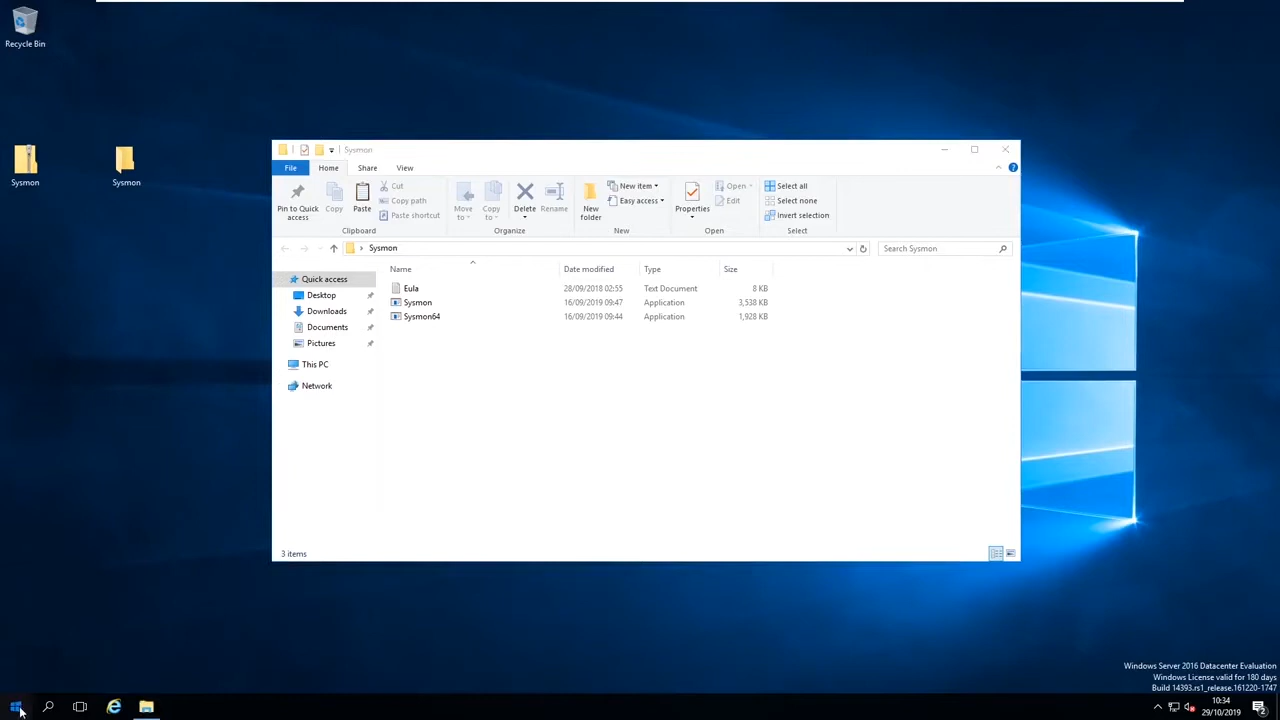 Recycle Bin
Sysmon
Sysmon
Sysmon
File Home Share View
Pin to Quick access
Copy
Paste
Cut
Copy path
Paste shortcut
Clipboard
Move to
Copy to
Delete
Rename
Organize
New folder
New item
Easy access
New
Properties
Open
Edit
Open
Select all
Select none
Invert selection
Select
Sysmon
Search Sysmon
Quick access
Desktop
Downloads
Documents
Pictures
This PC
Network
Name Date modified Type Size
Eula 28/09/2018 02:55 Text Document 8 KB
Sysmon 16/09/2019 09:47 Application 3,538 KB
Sysmon64 16/09/2019 09:44 Application 1,928 KB
3 items
Windows Server 2016 Datacenter Evaluation
Windows License valid for 180 days
Build 14393.rs1_release.161220-1747
10:34
29/10/2019
2